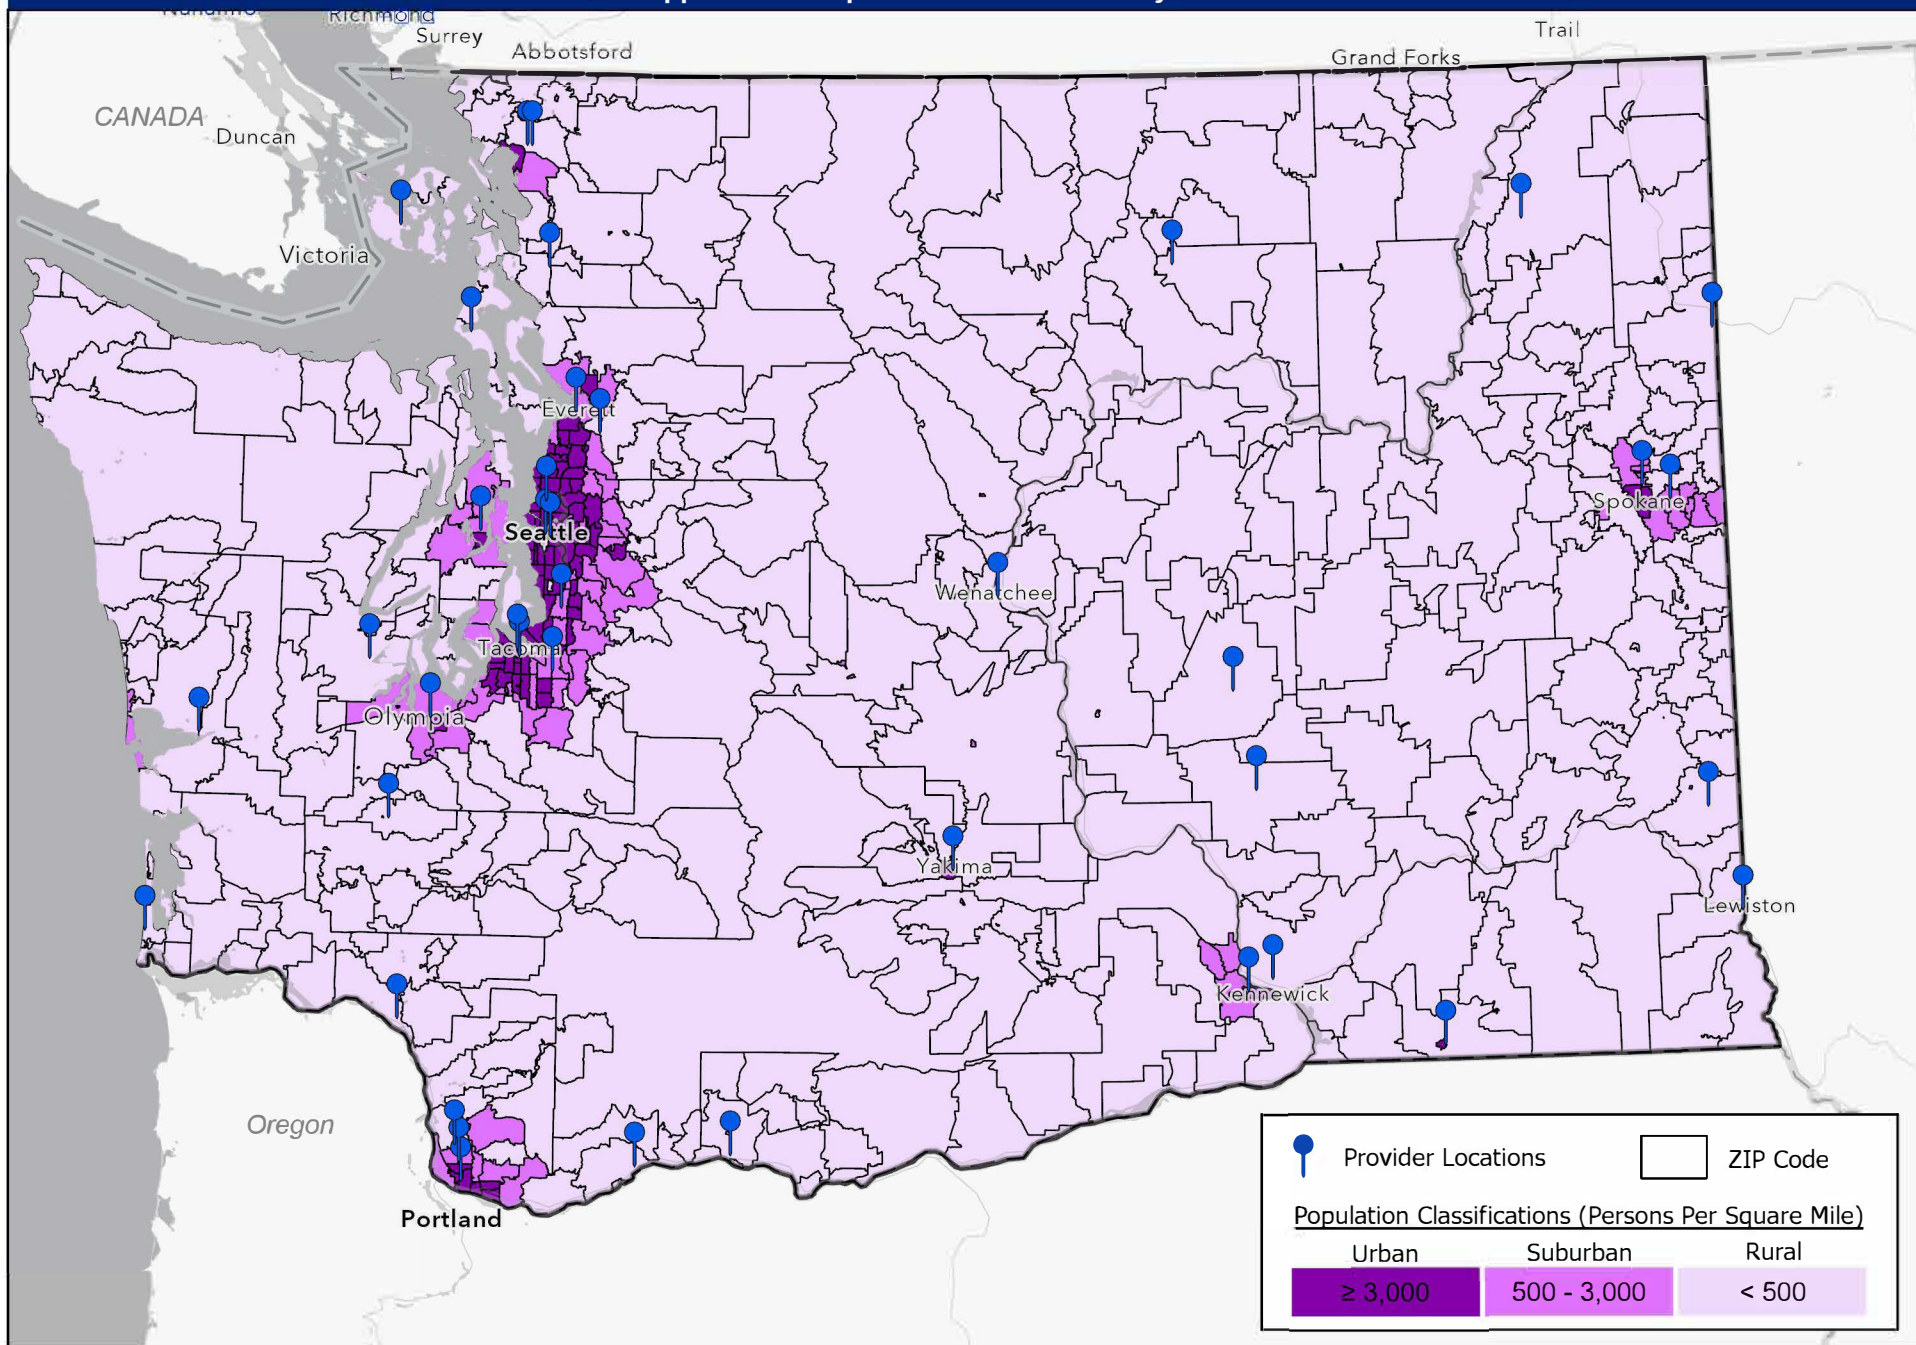 Richmond
Surrey
Abbotsford
Trail
Grand Forks
CANADA
Duncan
Victoria
Everett
Spokane
Seattle
Wenatchee
Tacoma
Olympia
Yakima
Lewiston
Kennewick
Oregon
Portland
Provider Locations
ZIP Code
Population Classifications (Persons Per Square Mile)
Urban Suburban Rural
≥ 3,000 500 - 3,000 < 500